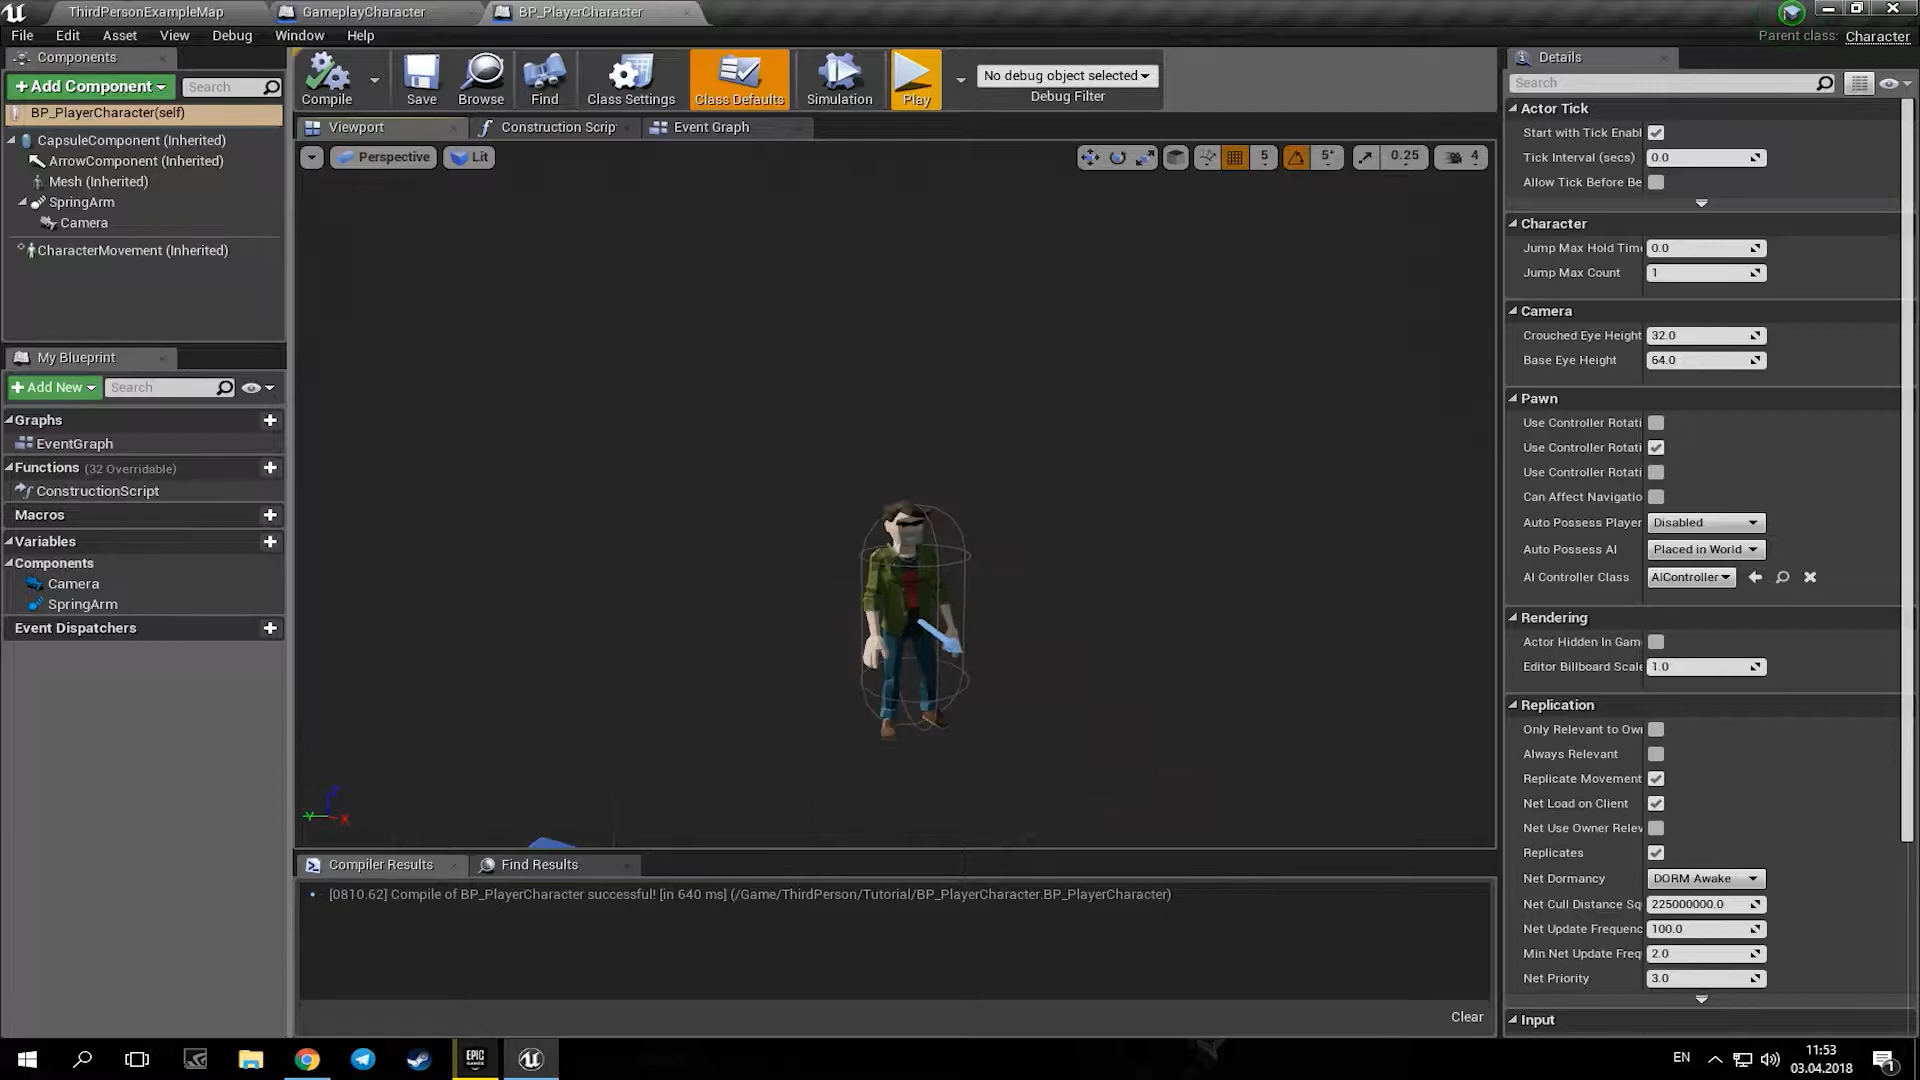 ThirdPersonExampleMap
GameplayCharacter
BP_PlayerCharacter
File Edit Asset View Debug Window Help
Parent class: Character
Components
+Add Component Search
BP_PlayerCharacter(self)
CapsuleComponent (Inherited)
ArrowComponent (Inherited)
Mesh (Inherited)
SpringArm
Camera
CharacterMovement (Inherited)
My Blueprint
+Add New Search
Graphs +
EventGraph
Functions (32 Overridable) +
ConstructionScript
Macros +
Variables +
Components
Camera
SpringArm
Event Dispatchers +
Compile Save Browse Find Class Settings Class Defaults Simulation Play
No debug object selected
Debug Filter
Viewport Construction Scrip Event Graph
Perspective Lit
5 5° 0.25 4
Y X
Compiler Results Find Results
• [0810.62] Compile of BP_PlayerCharacter successful! [in 640 ms] (/Game/ThirdPerson/Tutorial/BP_PlayerCharacter.BP_PlayerCharacter)
Clear
Details
Search
Actor Tick
Start with Tick Enabl
Tick Interval (secs) 0.0
Allow Tick Before Be
Character
Jump Max Hold Tim 0.0
Jump Max Count 1
Camera
Crouched Eye Height 32.0
Base Eye Height 64.0
Pawn
Use Controller Rotati
Use Controller Rotati
Use Controller Rotati
Can Affect Navigatio
Auto Possess Player Disabled
Auto Possess AI Placed in World
AI Controller Class AIController
Rendering
Actor Hidden In Gam
Editor Billboard Scale 1.0
Replication
Only Relevant to Own
Always Relevant
Replicate Movement
Net Load on Client
Net Use Owner Relev
Replicates
Net Dormancy DORM Awake
Net Cull Distance Sq 225000000.0
Net Update Frequenc 100.0
Min Net Update Freq 2.0
Net Priority 3.0
Input
EPIC GAMES
EN
11:53
03.04.2018
1